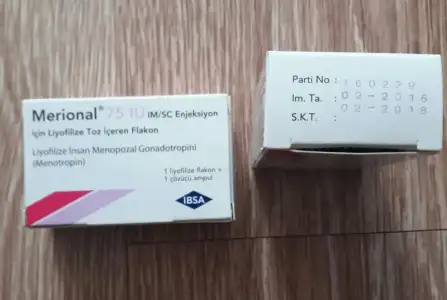 Merional® 75 IU IM/SC Enjeksiyon
için Liyofilize Toz İçeren Flakon
Liyofilize İnsan Menopozal Gonadotropini
(Menotropin)
1 liyofilize flakon +
1 çözücü ampul
IBSA
Parti No : 160229
Im. Ta. : 02-2016
S.K.T. : 02-2018